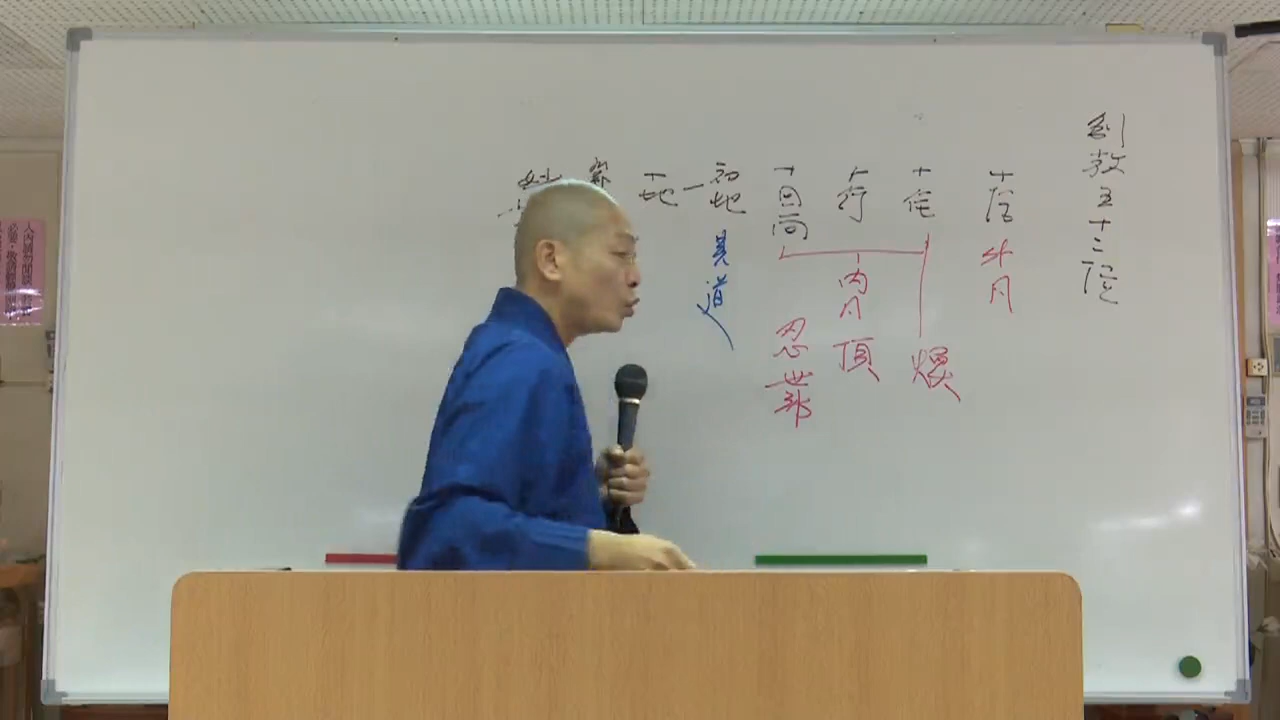 別教五十二位
十信 外凡
十住
十行
十回向
內凡
煖
頂
忍 世第
初地 見道
十地
等
妙